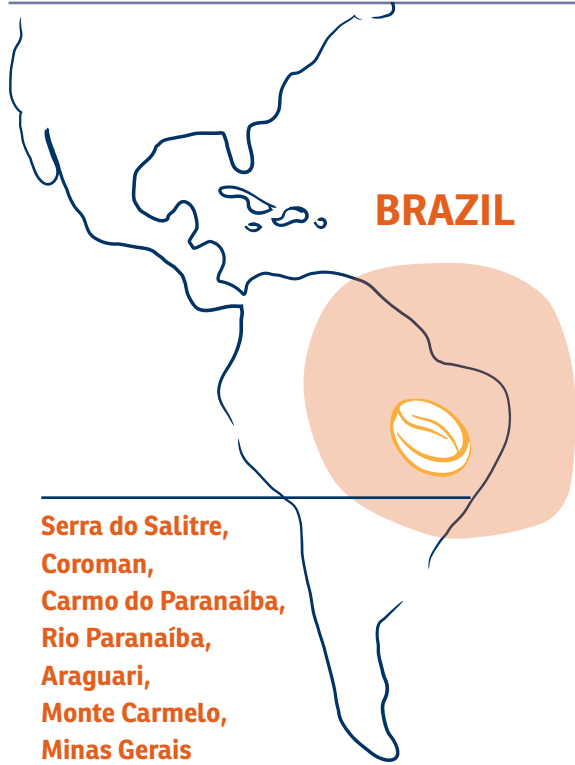 BRAZIL
Serra do Salitre,
Coroman,
Carmo do Paranaíba,
Rio Paranaíba,
Araguari,
Monte Carmelo,
Minas Gerais